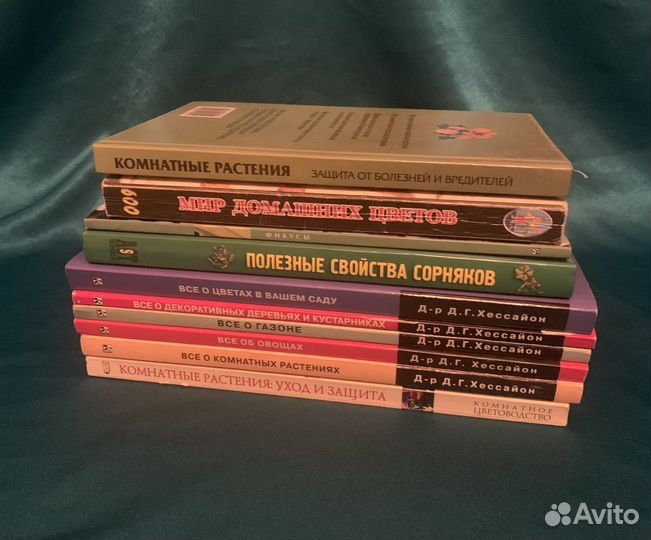 КОМНАТНЫЕ РАСТЕНИЯ ЗАЩИТА ОТ БОЛЕЗНЕЙ И ВРЕДИТЕЛЕЙ
600 МИР ДОМАШНИХ ЦВЕТОВ
ФИКУСЫ
ПОЛЕЗНЫЕ СВОЙСТВА СОРНЯКОВ
ВСЕ О ЦВЕТАХ В ВАШЕМ САДУ Д-р Д.Г.Хессайон
ВСЕ О ДЕКОРАТИВНЫХ ДЕРЕВЬЯХ И КУСТАРНИКАХ Д-р Д.Г.Хессайон
ВСЕ О ГАЗОНЕ Д-р Д.Г.Хессайон
ВСЕ ОБ ОВОЩАХ Д-р Д.Г.Хессайон
ВСЕ О КОМНАТНЫХ РАСТЕНИЯХ Д-р Д.Г.Хессайон
КОМНАТНЫЕ РАСТЕНИЯ: УХОД И ЗАЩИТА КОМНАТНОЕ
ЦВЕТОВОДСТВО
Avito